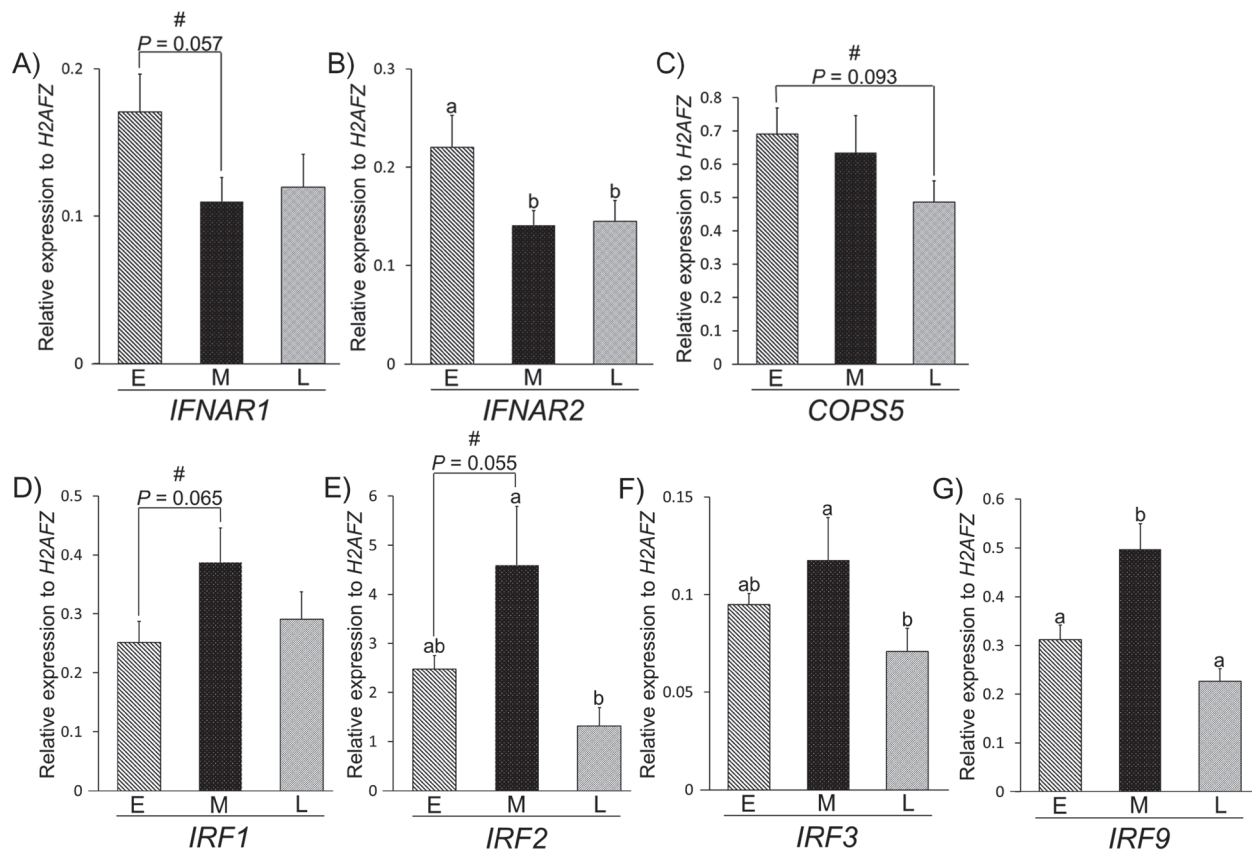 A)
#
P = 0.057
Relative expression to H2AFZ
0.2
0.1
0
E M L
IFNAR1
B)
Relative expression to H2AFZ
0.3
0.2
0.1
0
a
b
b
E M L
IFNAR2
C)
#
P = 0.093
Relative expression to H2AFZ
0.8
0.7
0.6
0.5
0.4
0.3
0.2
0.1
0
E M L
COPS5
D)
#
P = 0.065
Relative expression to H2AFZ
0.5
0.4
0.3
0.2
0.1
0
E M L
IRF1
E)
#
P = 0.055
Relative expression to H2AFZ
6
5
4
3
2
1
0
ab
a
b
E M L
IRF2
F)
Relative expression to H2AFZ
0.15
0.1
0.05
0
ab
a
b
E M L
IRF3
G)
Relative expression to H2AFZ
0.6
0.5
0.3
0.3
0.2
0.3
0.0
a
b
a
E M L
IRF9